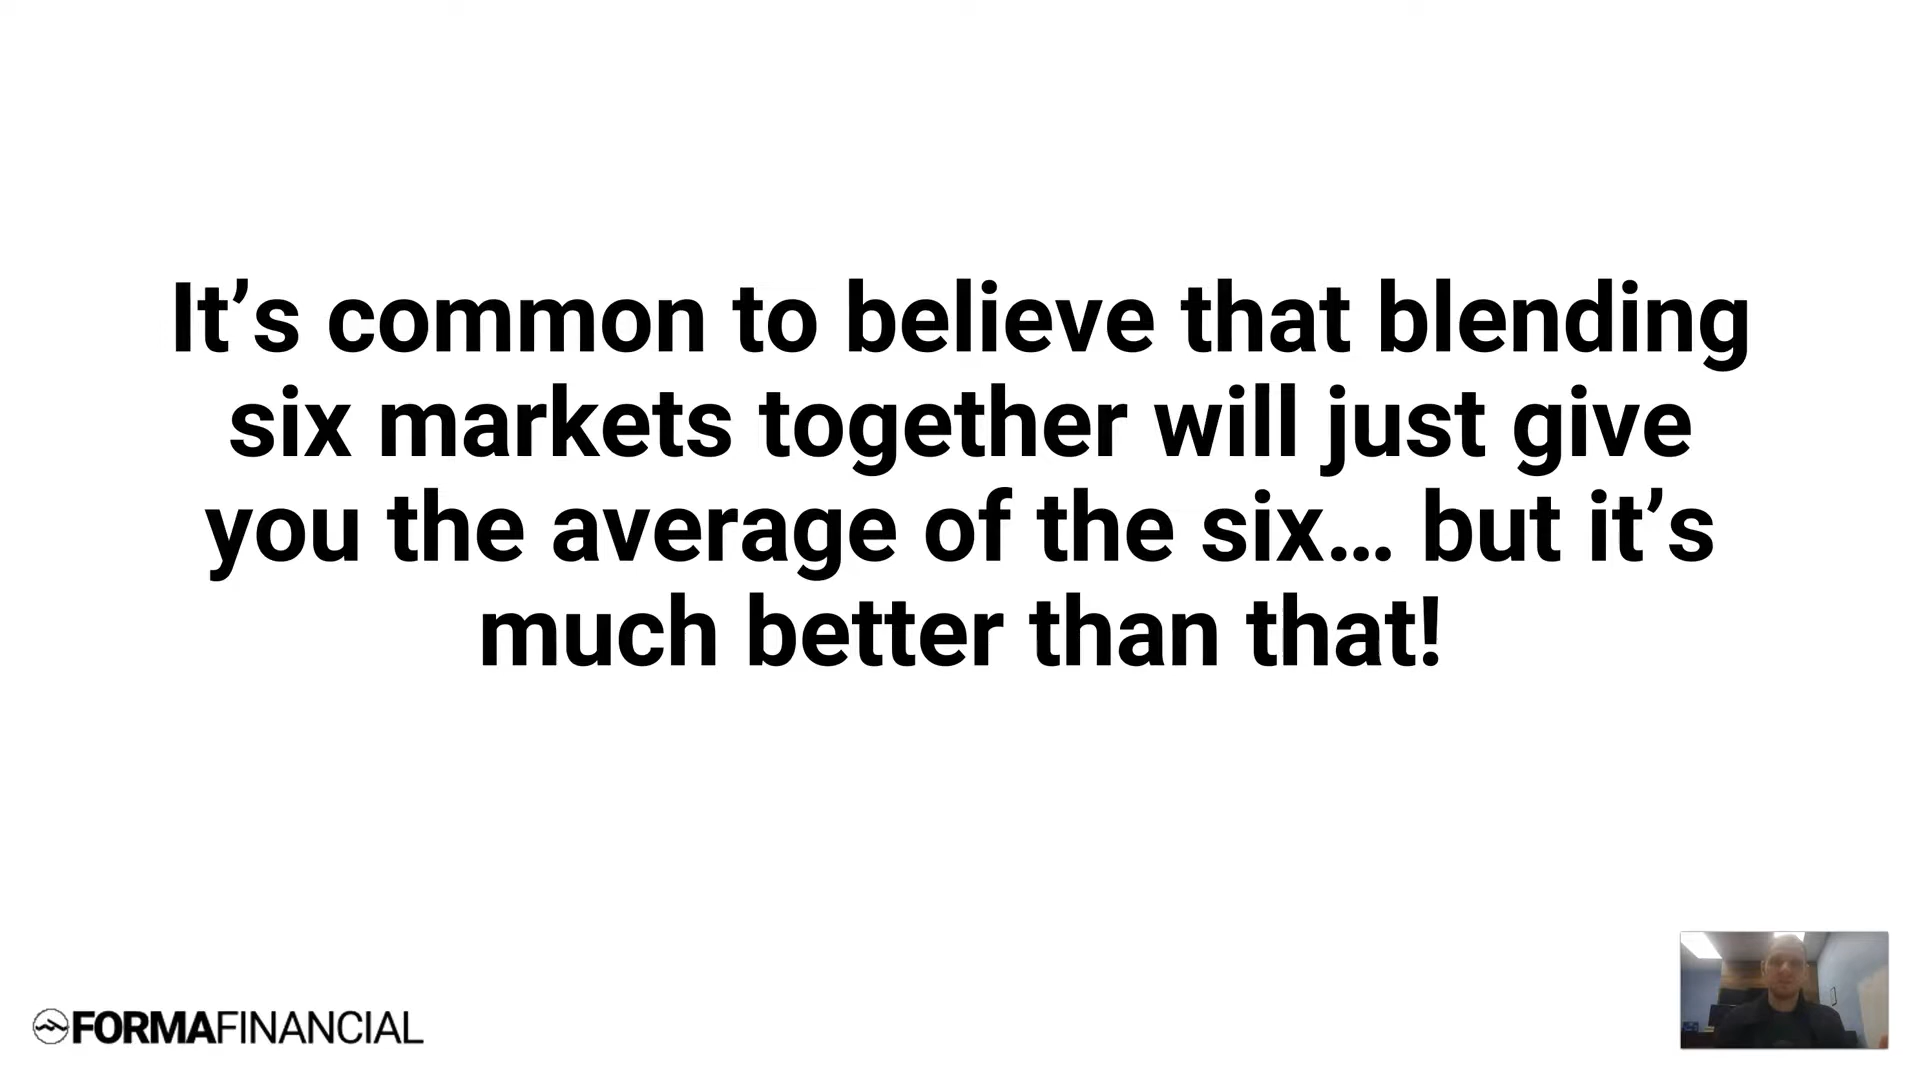 It’s common to believe that blending
six markets together will just give
you the average of the six… but it’s
much better than that!
FORMAFINANCIAL